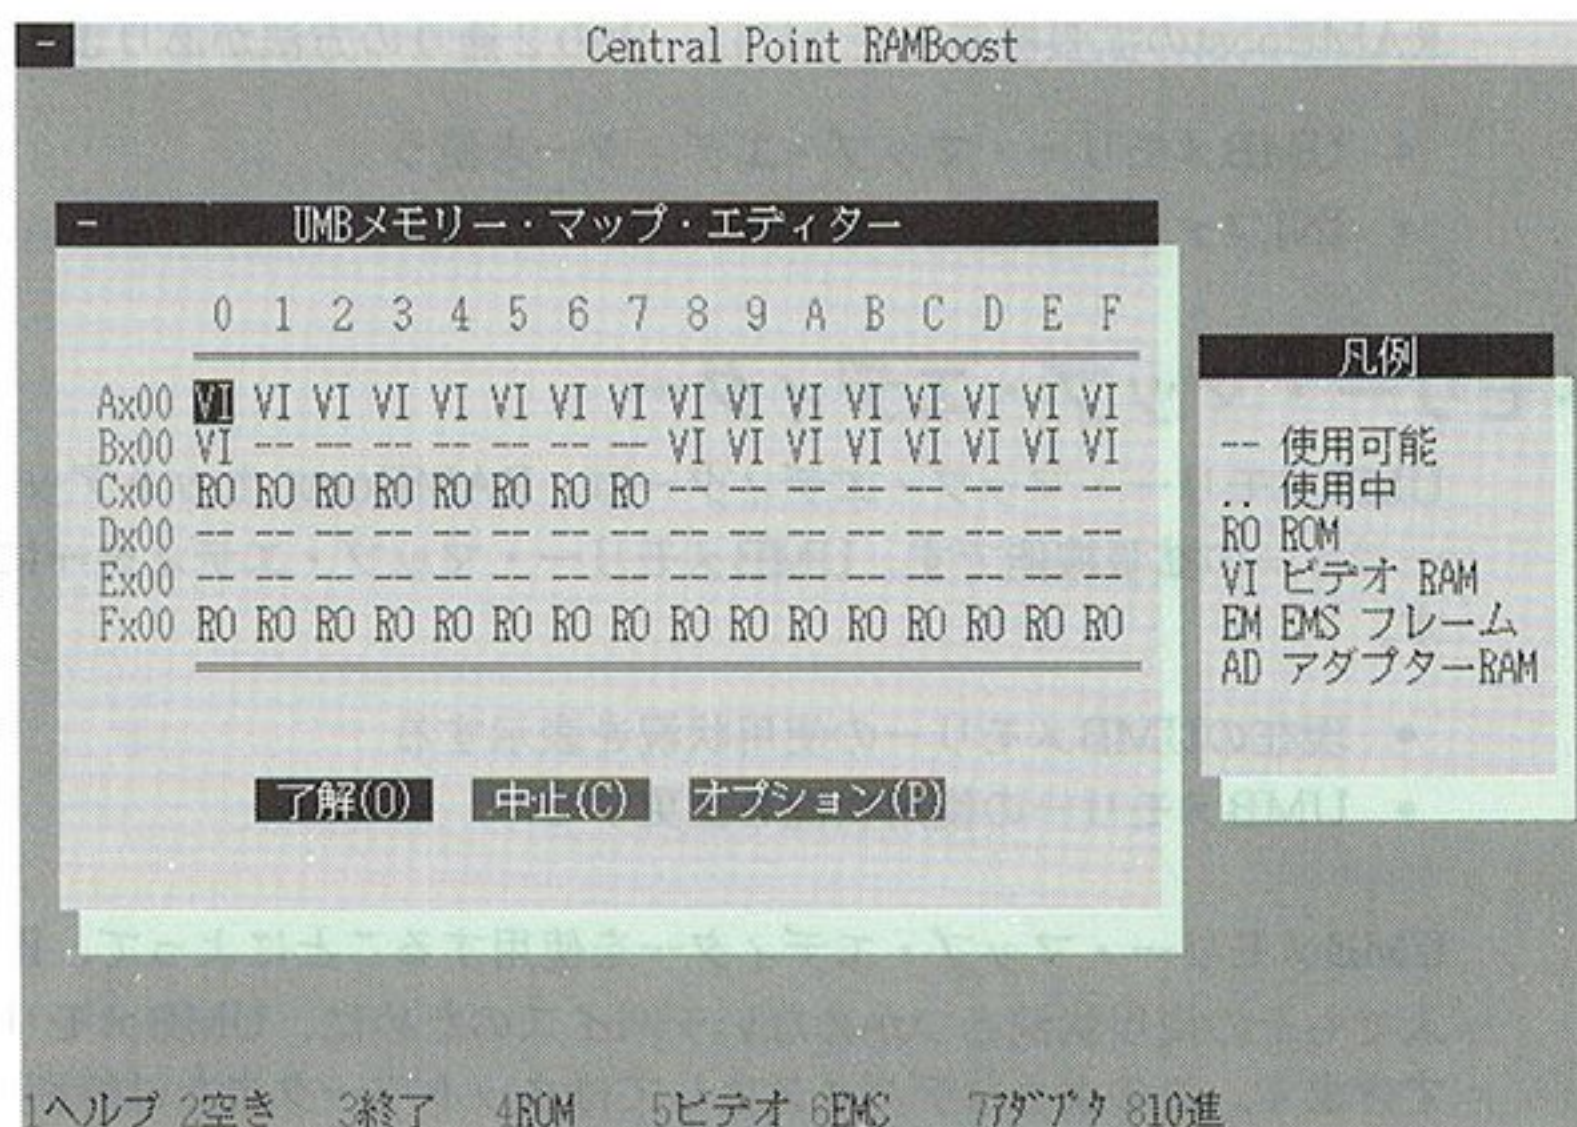 Central Point RAMBoost
UMBメモリー・マップ・エディター
0 1 2 3 4 5 6 7 8 9 A B C D E F
Ax00 VI VI VI VI VI VI VI VI VI VI VI VI VI VI VI VI
Bx00 VI -- -- -- -- -- -- -- VI VI VI VI VI VI VI VI
Cx00 RO RO RO RO RO RO RO RO -- -- -- -- -- -- -- --
Dx00 -- -- -- -- -- -- -- -- -- -- -- -- -- -- -- --
Ex00 -- -- -- -- -- -- -- -- -- -- -- -- -- -- -- --
Fx00 RO RO RO RO RO RO RO RO RO RO RO RO RO RO RO RO
了解(O) 中止(C) オプション(P)
凡例
-- 使用可能
.. 使用中
RO ROM
VI ビデオ RAM
EM EMS フレーム
AD アダプターRAM
1ヘルプ 2空き 3終了 4ROM 5ビデオ 6EMS 7ｱﾀﾞﾌﾟﾀ 810進